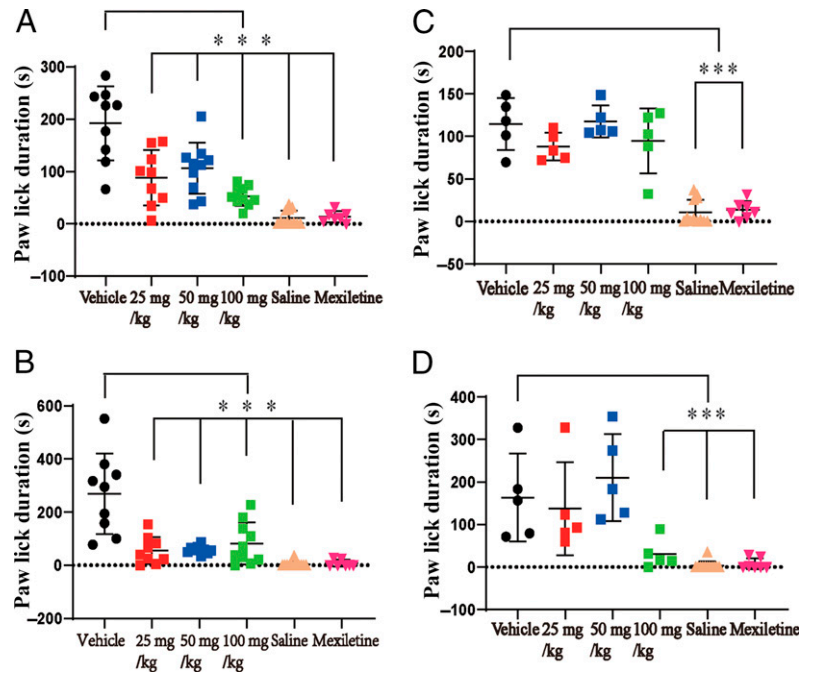 A
Paw lick duration (s)
300
200
100
0
−100
* * *
Vehicle 25 mg 50 mg 100 mg Saline Mexiletine
/kg /kg /kg
C
Paw lick duration (s)
200
150
100
50
0
−50
***
Vehicle 25 mg 50 mg 100 mg Saline Mexiletine
/kg /kg /kg
B
Paw lick duration (s)
600
400
200
0
−200
* * *
Vehicle 25 mg 50 mg 100 mg Saline Mexiletine
/kg /kg /kg
D
Paw lick duration (s)
400
300
200
100
0
−100
***
Vehicle 25 mg 50 mg 100 mg Saline Mexiletine
/kg /kg /kg